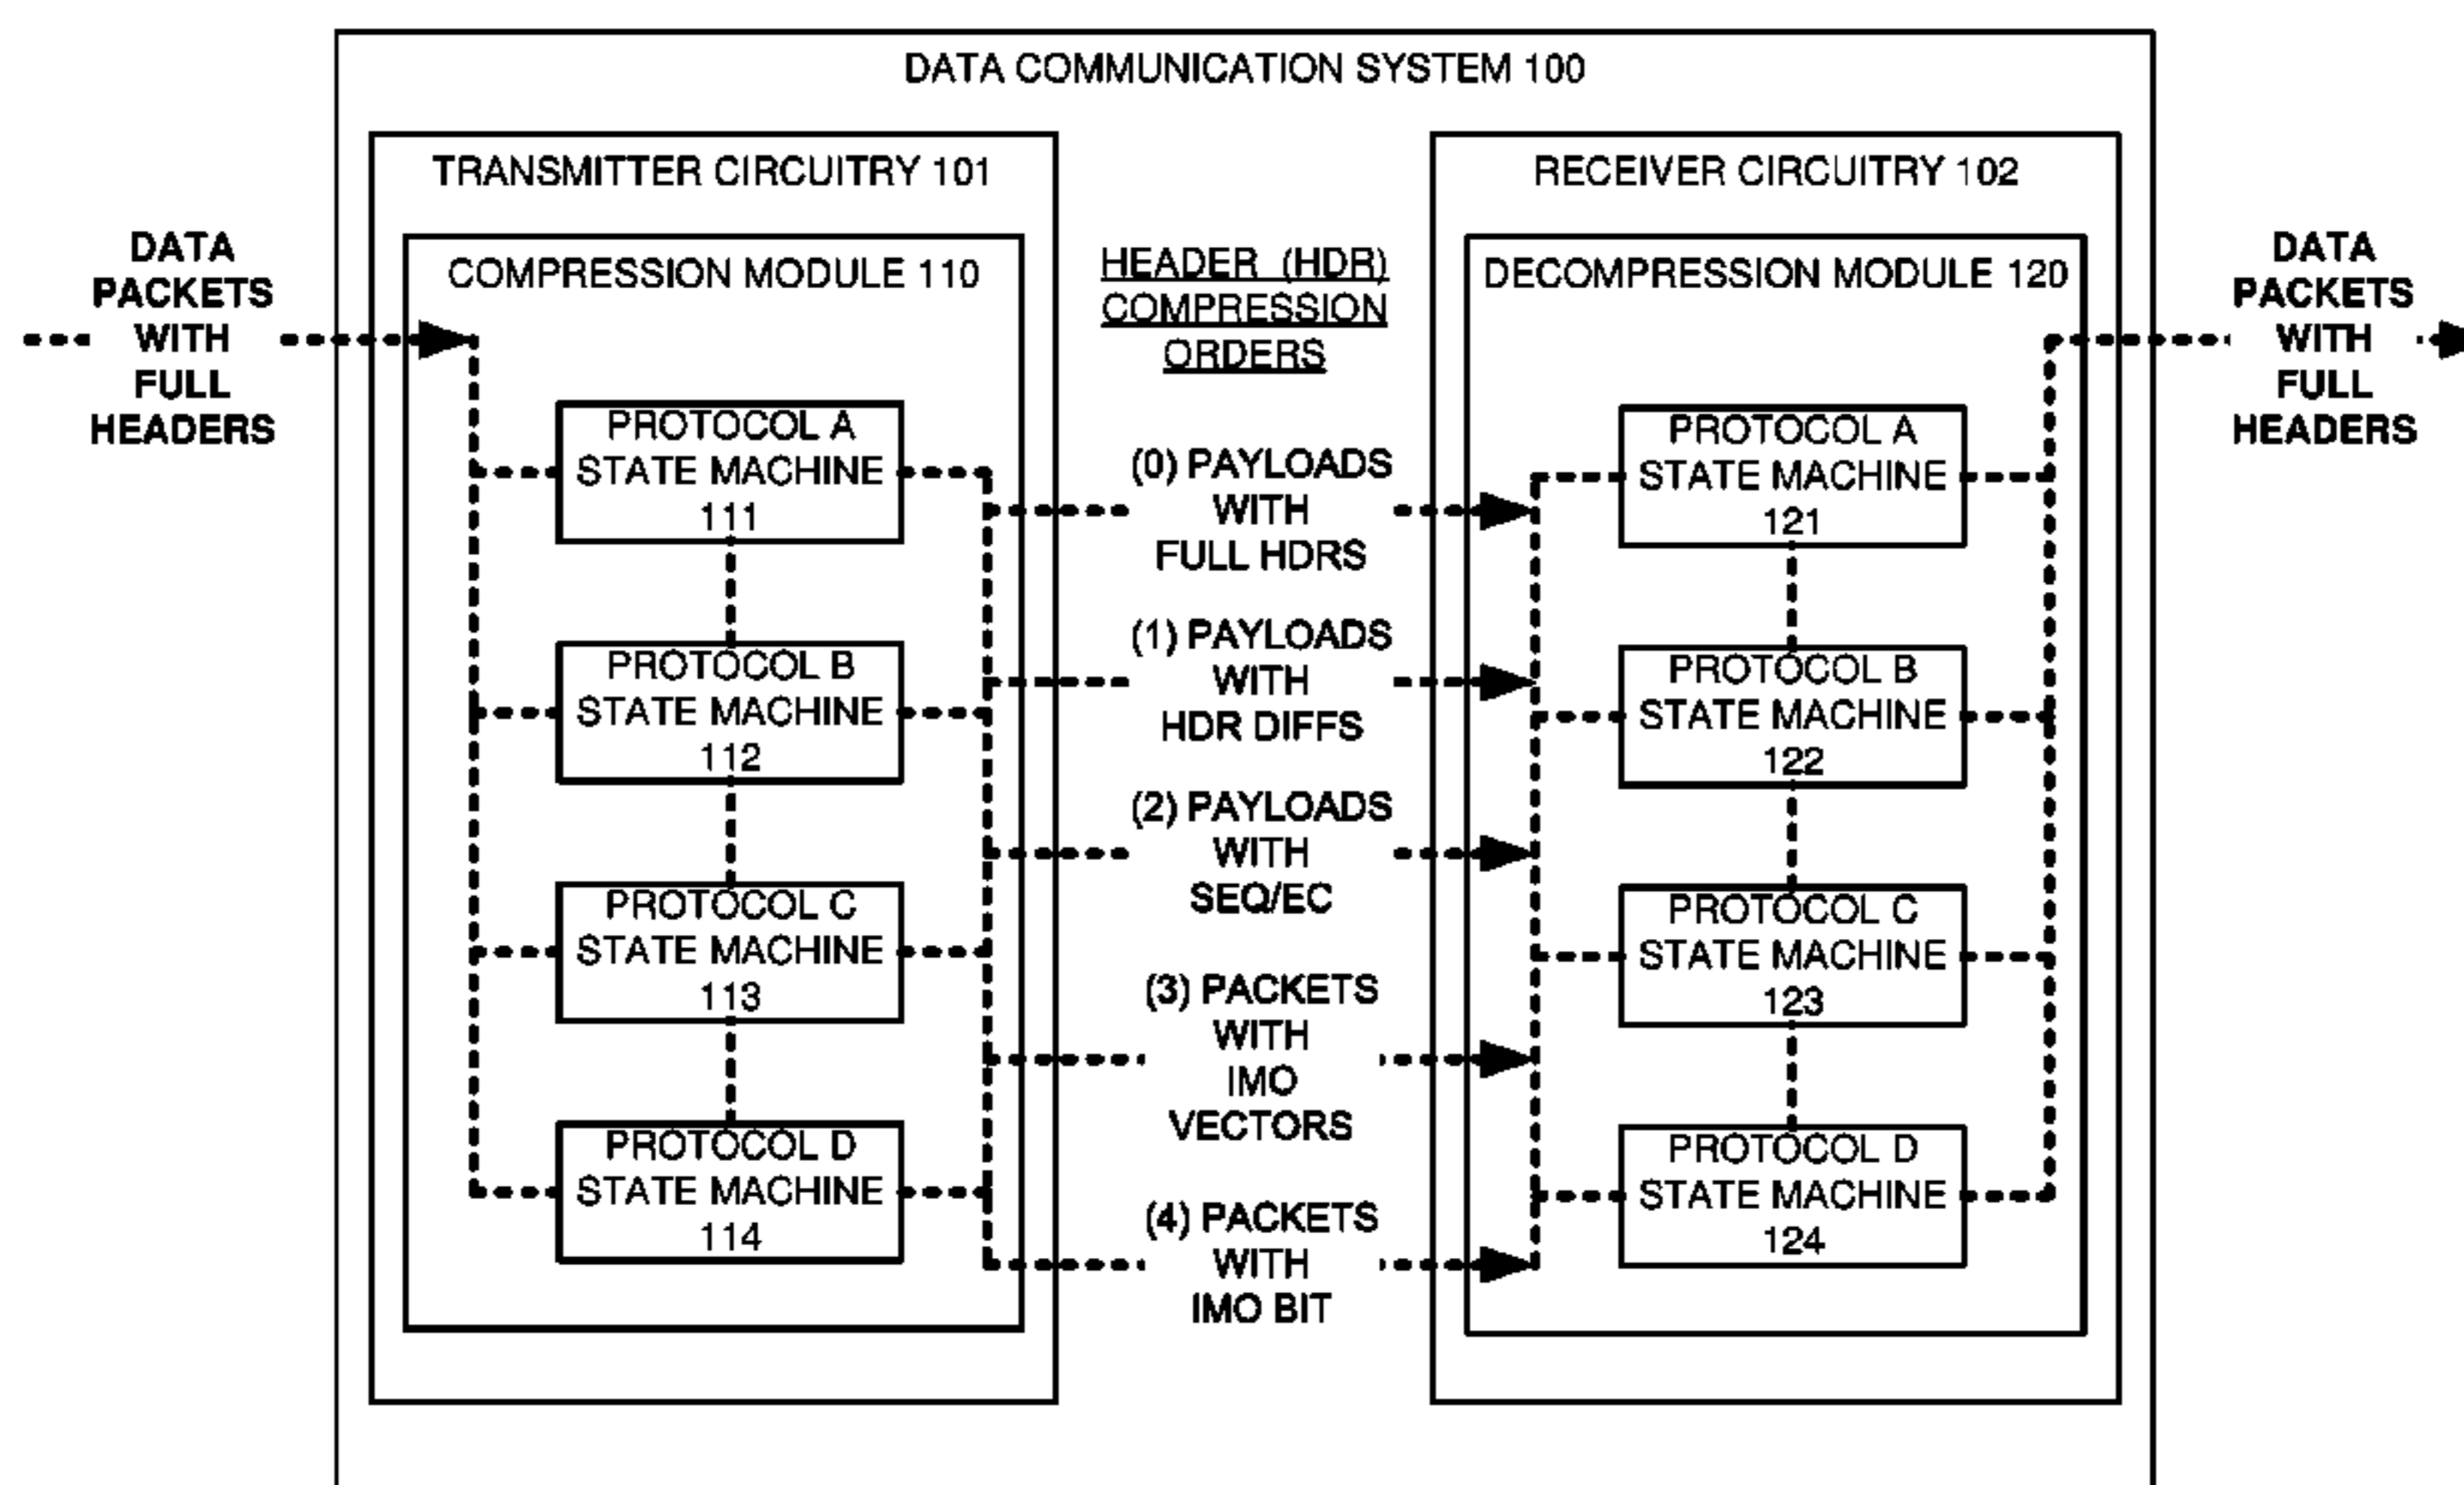 DATA COMMUNICATION SYSTEM 100
DATA
PACKETS
WITH
FULL
HEADERS
TRANSMITTER CIRCUITRY 101
COMPRESSION MODULE 110
PROTOCOL A
STATE MACHINE
111
PROTOCOL B
STATE MACHINE
112
PROTOCOL C
STATE MACHINE
113
PROTOCOL D
STATE MACHINE
114
HEADER (HDR)
COMPRESSION
ORDERS
(0) PAYLOADS
WITH
FULL HDRS
(1) PAYLOADS
WITH
HDR DIFFS
(2) PAYLOADS
WITH
SEQ/EC
(3) PACKETS
WITH
IMO
VECTORS
(4) PACKETS
WITH
IMO BIT
RECEIVER CIRCUITRY 102
DECOMPRESSION MODULE 120
PROTOCOL A
STATE MACHINE
121
PROTOCOL B
STATE MACHINE
122
PROTOCOL C
STATE MACHINE
123
PROTOCOL D
STATE MACHINE
124
DATA
PACKETS
WITH
FULL
HEADERS